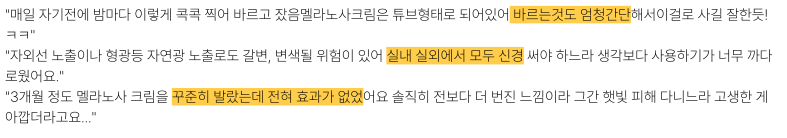 "매일 자기전에 밤마다 이렇게 콕콕 찍어 바르고 잤음멜라노사크림은 튜브형태로 되어있어 바르는것도 엄청간단해서이걸로 사길 잘한듯!
ㅋㅋ"
"자외선 노출이나 형광등 자연광 노출로도 갈변, 변색될 위험이 있어 실내 실외에서 모두 신경 써야 하느라 생각보다 사용하기가 너무 까다
로웠어요."
"3개월 정도 멜라노사 크림을 꾸준히 발랐는데 전혀 효과가 없었어요 솔직히 전보다 더 번진 느낌이라 그간 햇빛 피해 다니느라 고생한 게
아깝더라고요..."